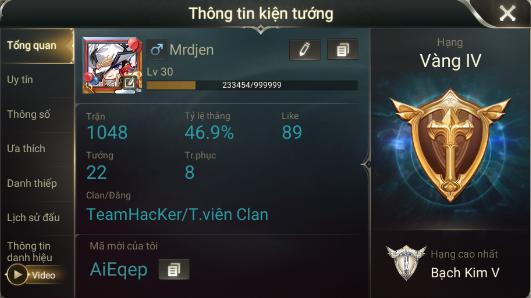 Thông tin kiện tướng
Tổng quan
Uy tín
Thông số
Ưa thích
Danh thiếp
Lịch sử đấu
Thông tin
danh hiệu
Video
Mrdjen
Lv 30
233454/999999
Trận
1048
Tỷ lệ thắng
46.9%
Like
89
Tướng
22
Tr.phục
8
Clan/Đẳng
TeamHacKer/T.viên Clan
Mã mời của tôi
AiEqep
Hạng
Vàng IV
Hạng cao nhất
Bạch Kim V